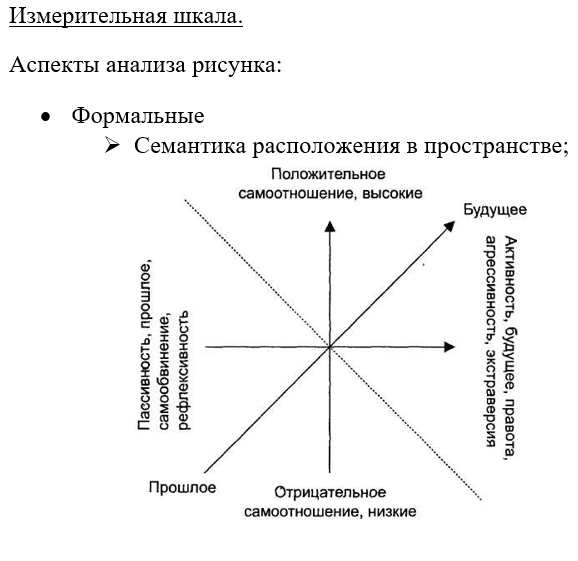 Измерительная шкала.
Аспекты анализа рисунка:
• Формальные
➢ Семантика расположения в пространстве;
Положительное
самоотношение, высокие
Будущее
Пассивность, прошлое,
самообвинение,
рефлексивность
Активность, будущее, правота,
агрессивность, экстраверсия
Прошлое
Отрицательное
самоотношение, низкие